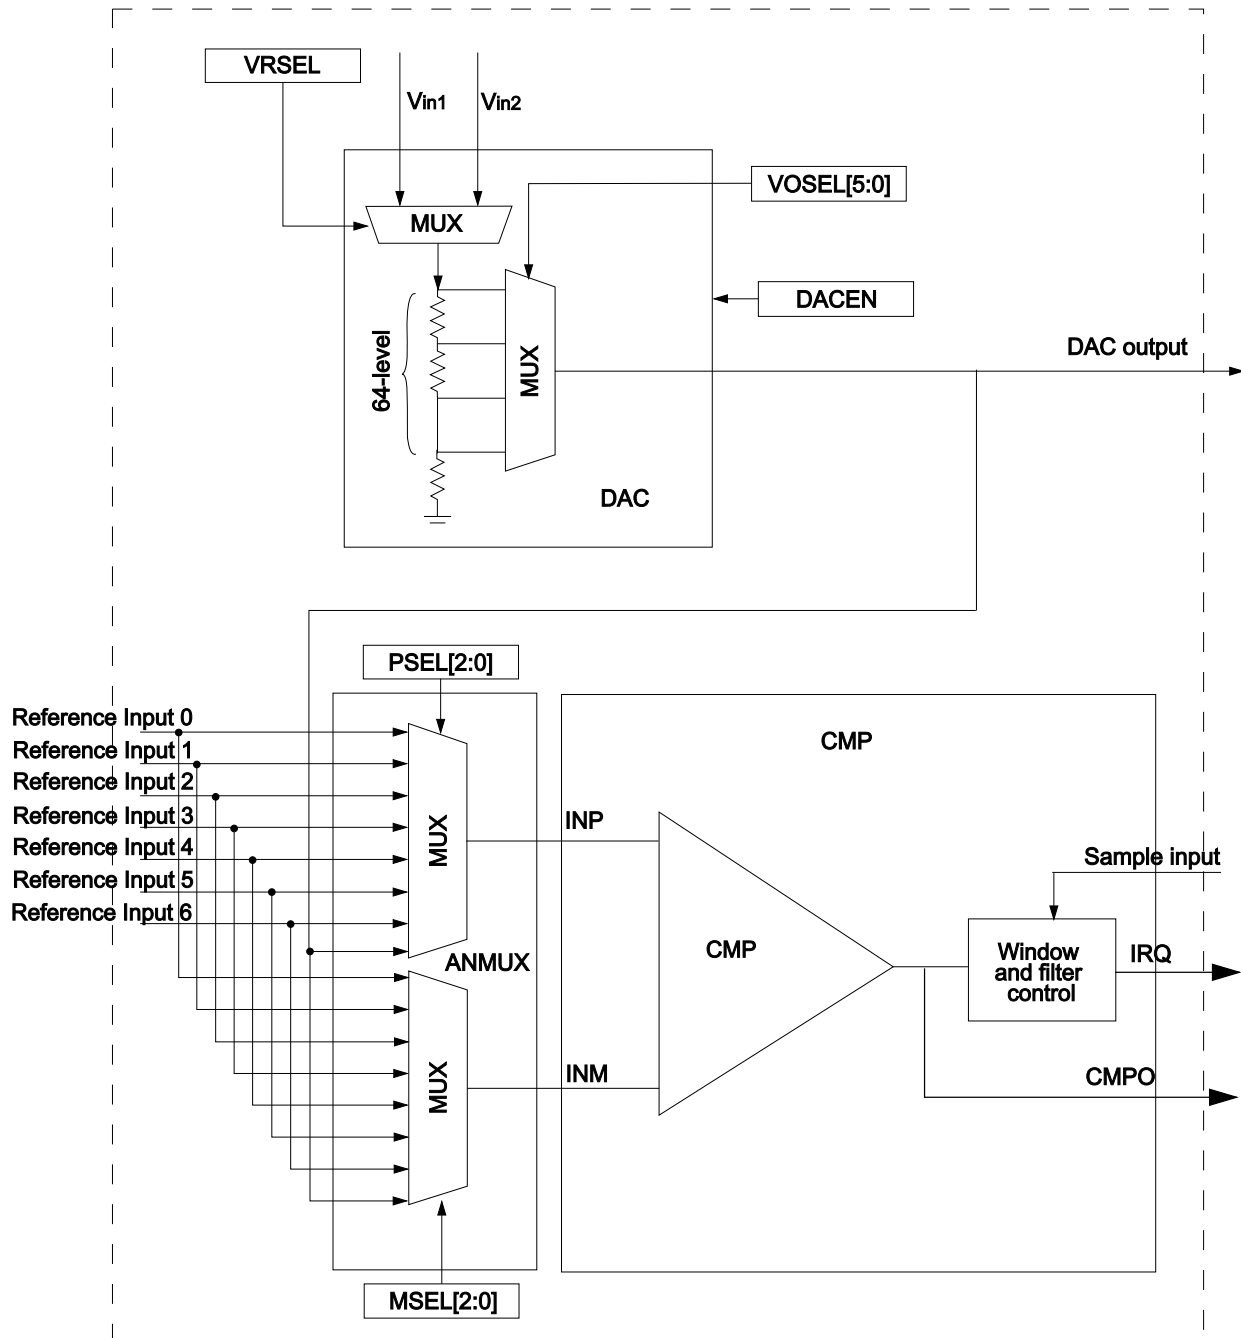 VRSEL
Vin1
Vin2
VOSEL[5:0]
MUX
DACEN
64-level
MUX
DAC output
DAC
PSEL[2:0]
Reference Input 0
Reference Input 1
Reference Input 2
Reference Input 3
Reference Input 4
Reference Input 5
Reference Input 6
MUX
ANMUX
MUX
MSEL[2:0]
INP
INM
CMP
CMP
Sample input
Window
and filter
control
IRQ
CMPO